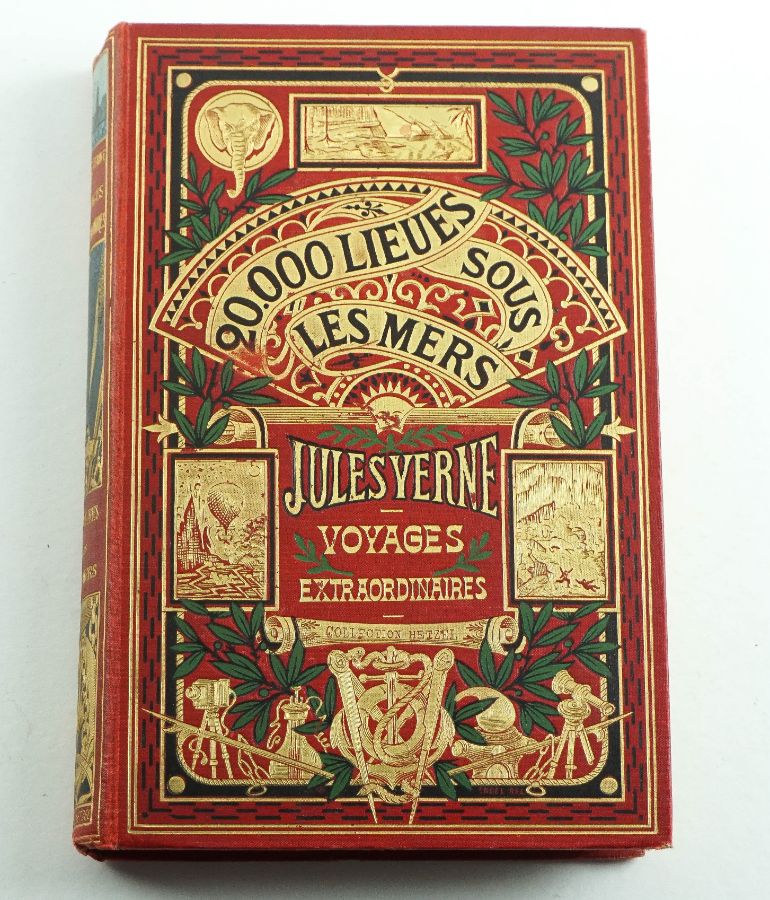 20.000 LIEUES
SOUS
LES MERS
JULES VERNE
VOYAGES
EXTRAORDINAIRES
COLLECTION HETZEL